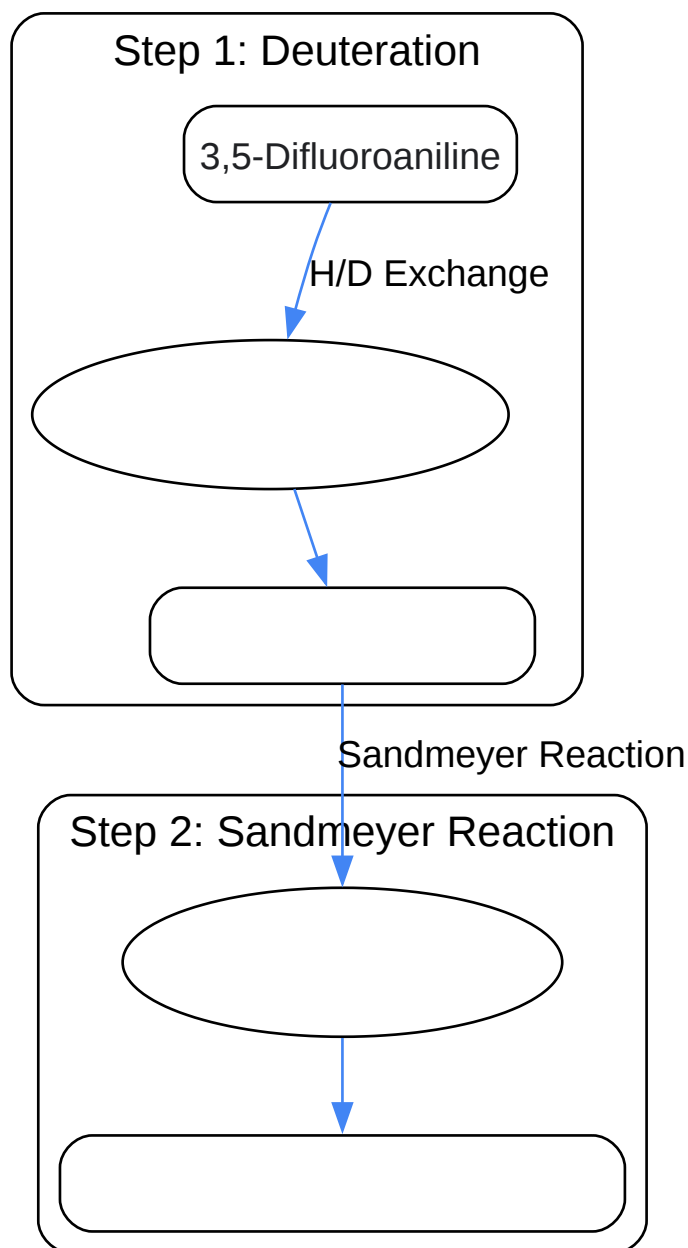 Step 1: Deuteration
3,5-Difluoroaniline
H/D Exchange
Sandmeyer Reaction
Step 2: Sandmeyer Reaction